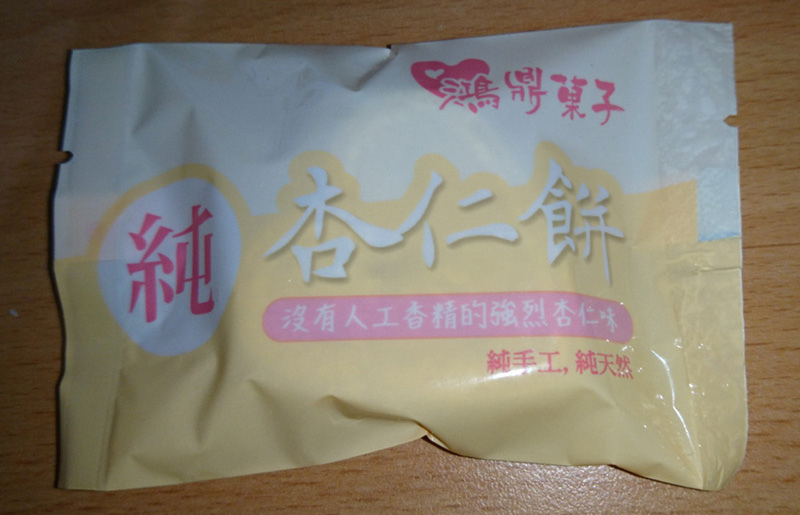 鴻鼎菓子
純
杏仁餅
沒有人工香精的強烈杏仁味
純手工, 純天然